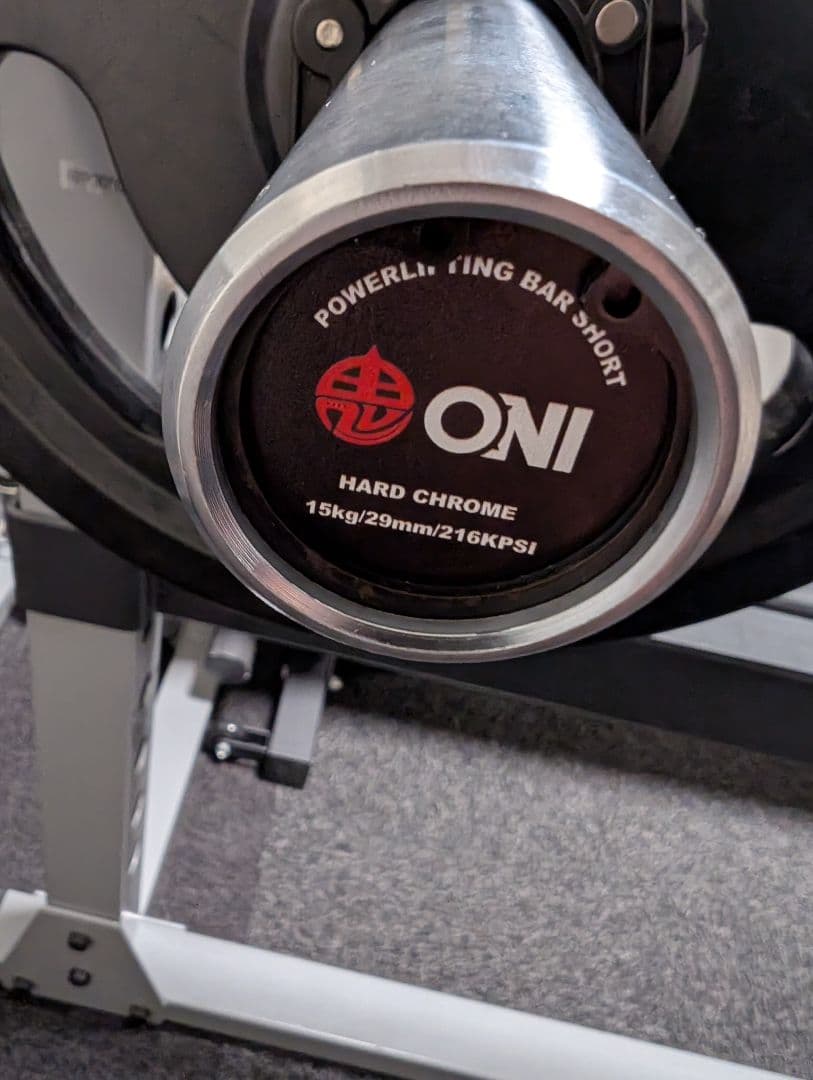 POWERLIFTING BAR SHORT
ONI
HARD CHROME
15kg/29mm/216KPSI